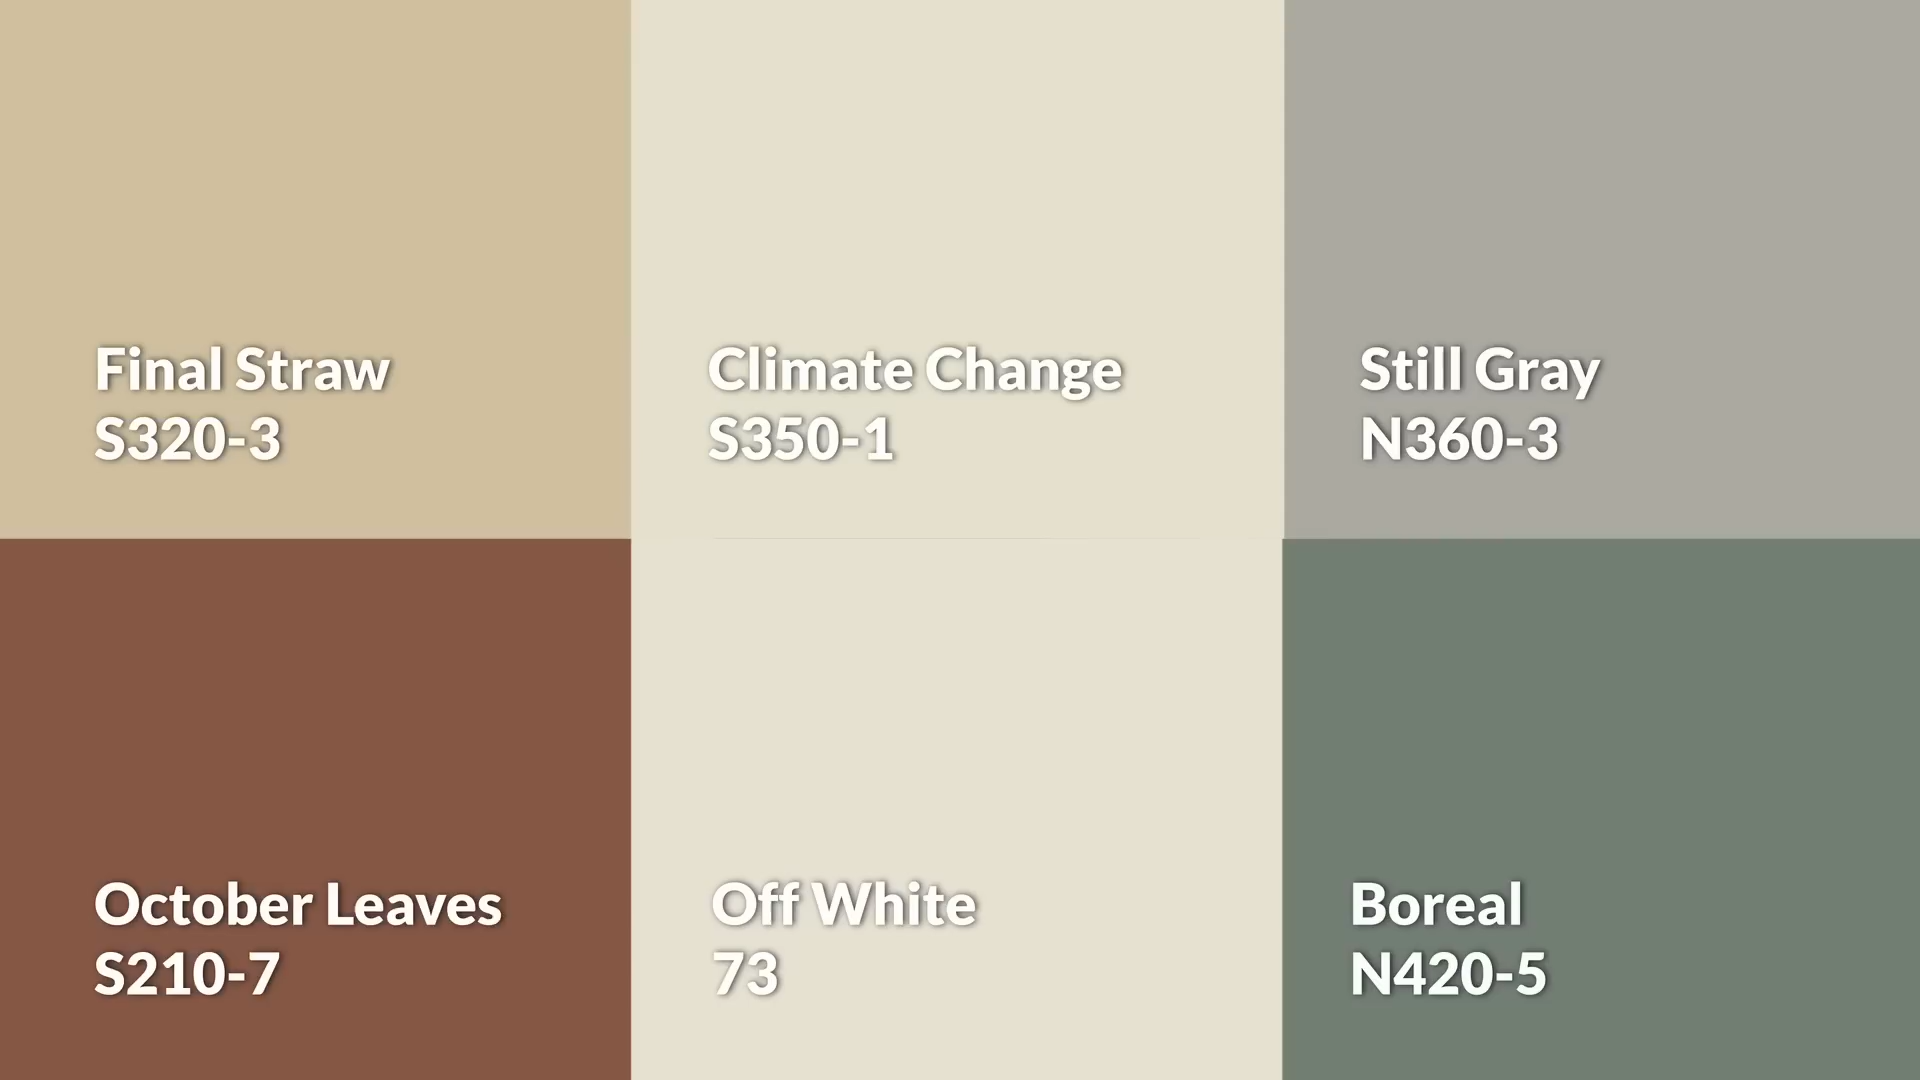 Final Straw
S320-3
Climate Change
S350-1
Still Gray
N360-3
October Leaves
S210-7
Off White
73
Boreal
N420-5